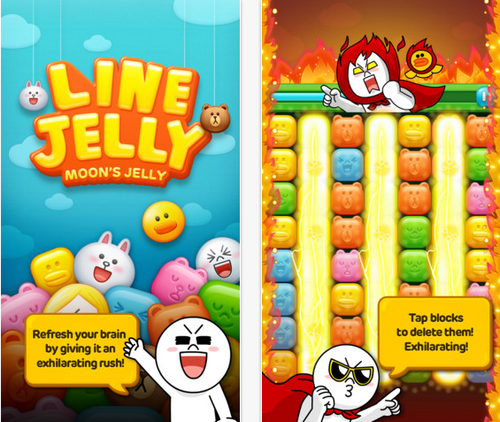 LINE
JELLY
MOON'S JELLY
Refresh your brain
by giving it an
exhilarating rush!
Tap blocks
to delete them!
Exhilarating!